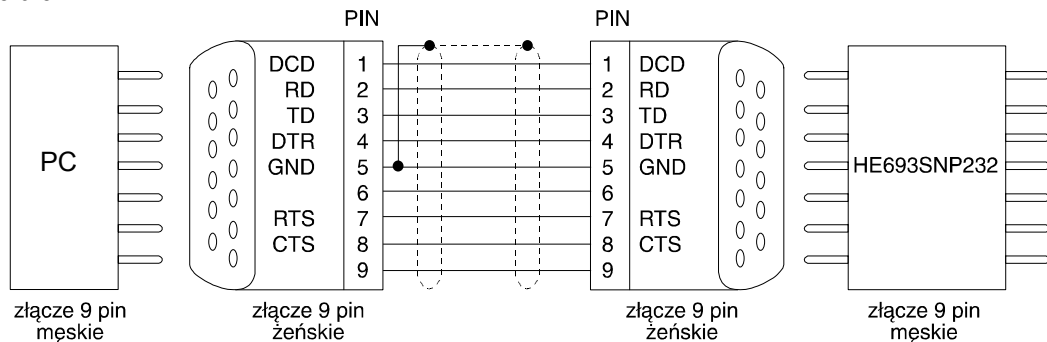 PIN PIN
DCD 1 1 DCD
RD 2 2 RD
TD 3 3 TD
DTR 4 4 DTR
PC GND 5 5 GND HE693SNP232
6 6
RTS 7 7 RTS
CTS 8 8 CTS
9 9
złącze 9 pin złącze 9 pin złącze 9 pin złącze 9 pin
męskie żeńskie żeńskie męskie